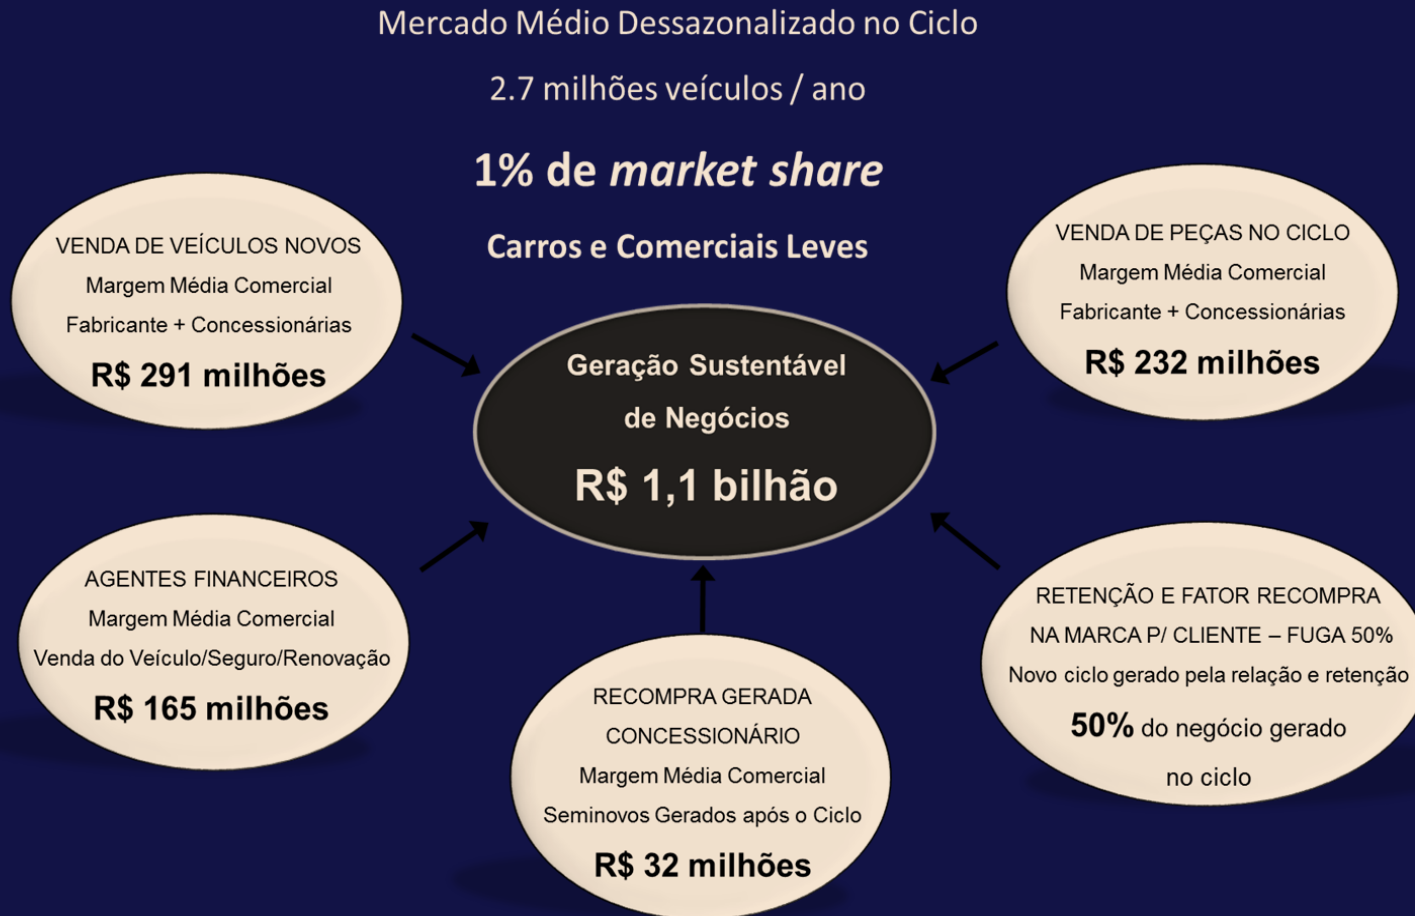 Mercado Médio Dessazonalizado no Ciclo
2.7 milhões veículos / ano
1% de market share
Carros e Comerciais Leves
VENDA DE VEÍCULOS NOVOS
Margem Média Comercial
Fabricante + Concessionárias
R$ 291 milhões
VENDA DE PEÇAS NO CICLO
Margem Média Comercial
Fabricante + Concessionárias
R$ 232 milhões
Geração Sustentável
de Negócios
R$ 1,1 bilhão
AGENTES FINANCEIROS
Margem Média Comercial
Venda do Veículo/Seguro/Renovação
R$ 165 milhões
RECOMPRA GERADA
CONCESSIONÁRIO
Margem Média Comercial
Seminovos Gerados após o Ciclo
R$ 32 milhões
RETENÇÃO E FATOR RECOMPRA
NA MARCA P/ CLIENTE – FUGA 50%
Novo ciclo gerado pela relação e retenção
50% do negócio gerado
no ciclo